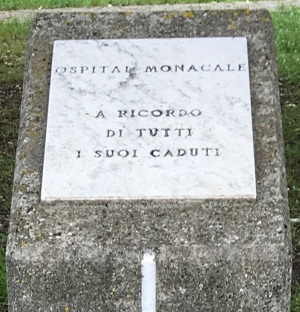 OSPITAL MONACALE
A RICORDO
DI TUTTI
I SUOI CADUTI